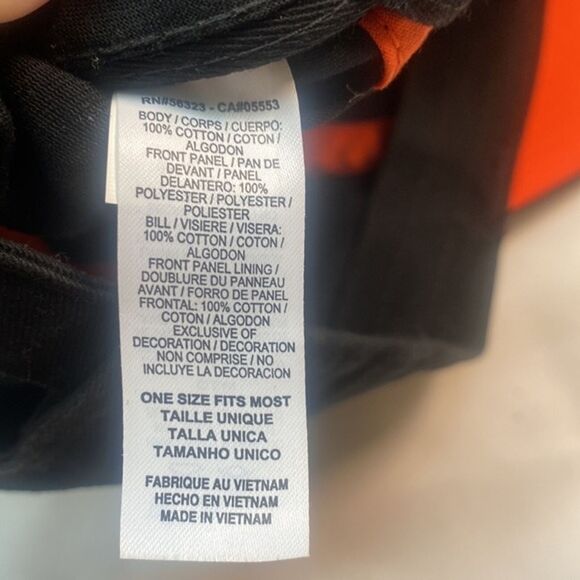 RN#56323 - CA#05553
BODY / CORPS / CUERPO:
100% COTTON / COTON /
ALGODON
FRONT PANEL / PAN DE
DEVANT / PANEL
DELANTERO: 100%
POLYESTER / POLYESTER /
POLIESTER
BILL / VISIERE / VISERA:
100% COTTON / COTON /
ALGODON
FRONT PANEL LINING /
DOUBLURE DU PANNEAU
AVANT / FORRO DE PANEL
FRONTAL: 100% COTTON
/ COTON / ALGODON
EXCLUSIVE OF
DECORATION / DECORATION
NON COMPRISE / NO
INCLUYE LA DECORACION
ONE SIZE FITS MOST
TAILLE UNIQUE
TALLA UNICA
TAMANHO UNICO
FABRIQUE AU VIETNAM
HECHO EN VIETNAM
MADE IN VIETNAM